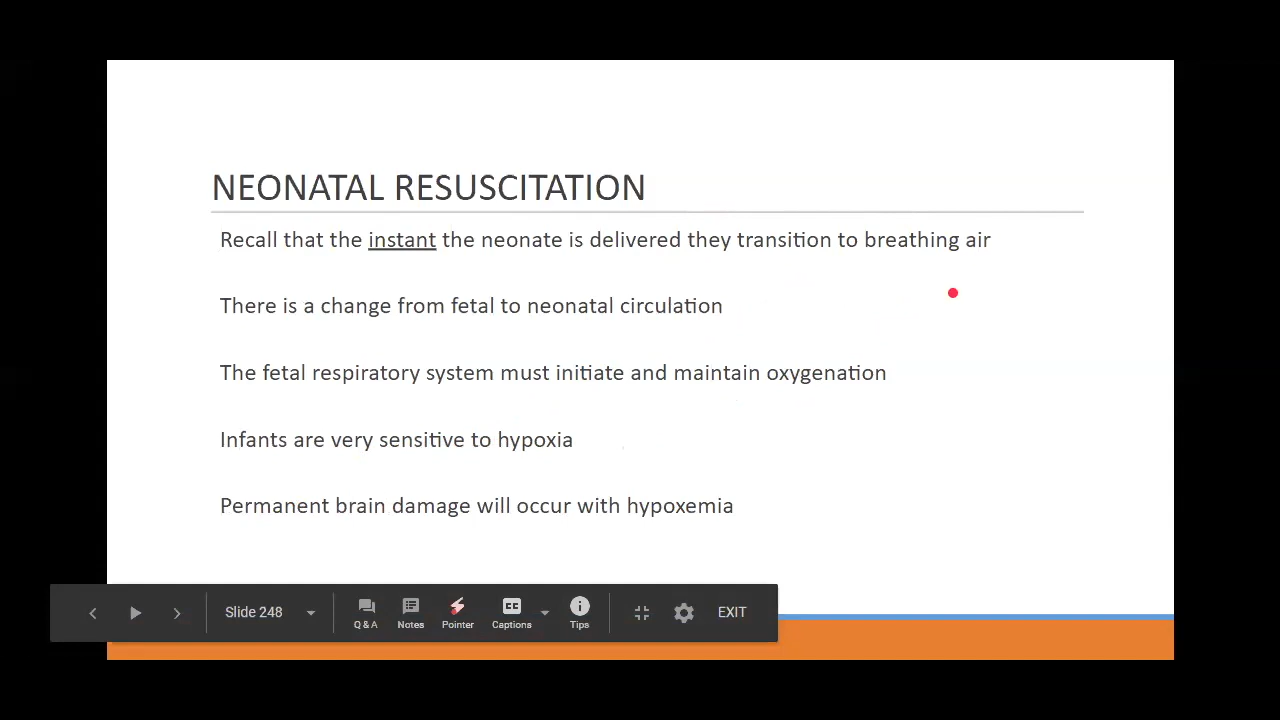 NEONATAL RESUSCITATION
Recall that the instant the neonate is delivered they transition to breathing air
There is a change from fetal to neonatal circulation
The fetal respiratory system must initiate and maintain oxygenation
Infants are very sensitive to hypoxia
Permanent brain damage will occur with hypoxemia
Slide 248
Q & A Notes Pointer CC Captions Tips EXIT